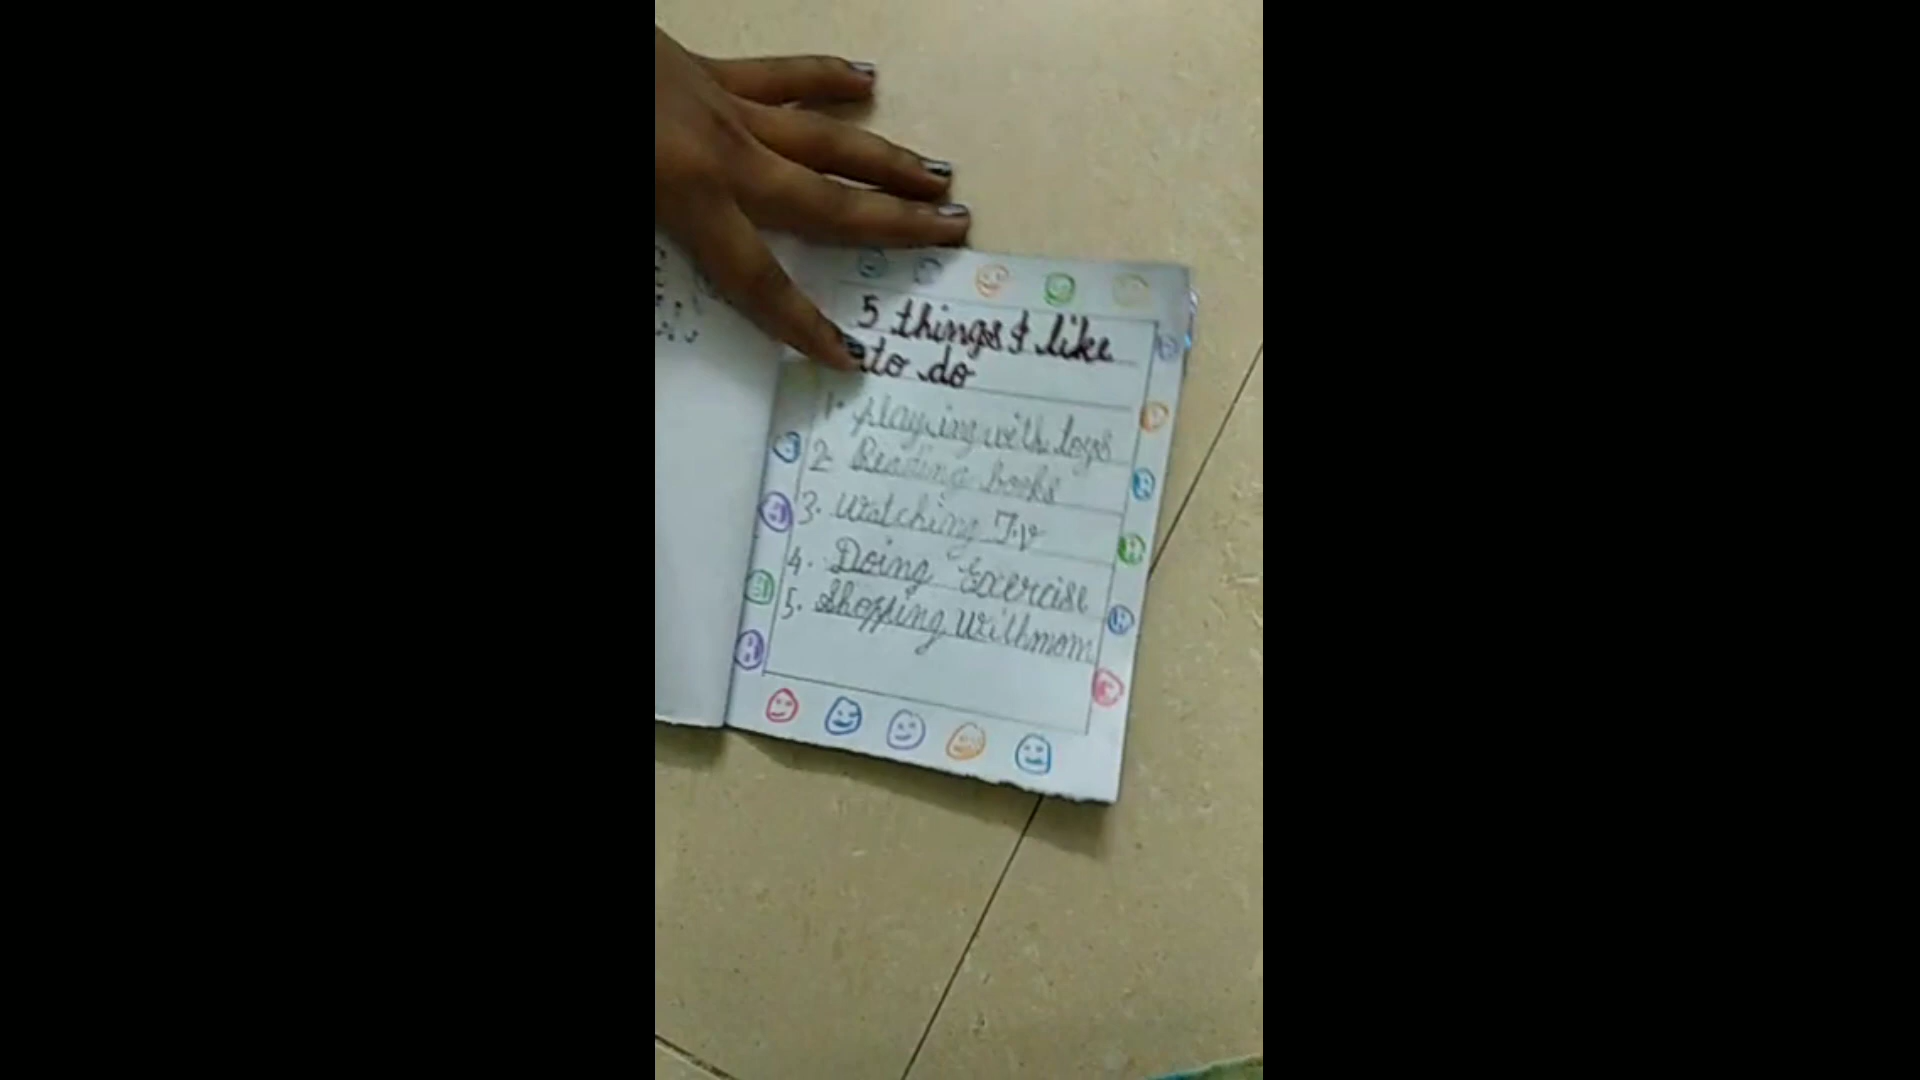 5 things I like
to do
1. playing with toys
2. Reading books
3. Watching T.V
4. Doing Exercise
5. Shopping With mom